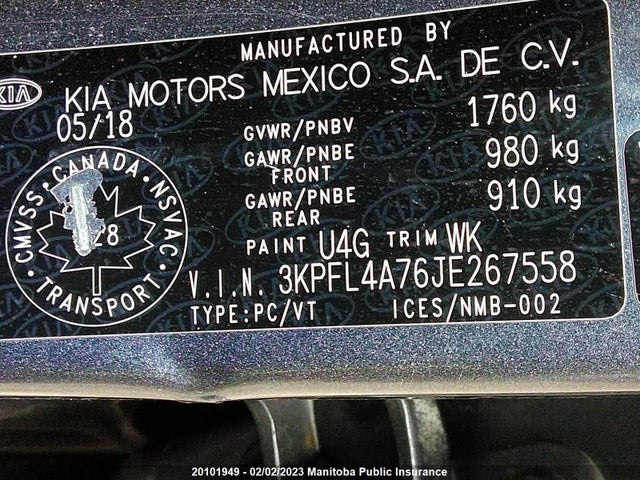 MANUFACTURED BY
KIA KIA MOTORS MEXICO S.A. DE C.V.
05/18
GVWR/PNBV 1760 kg
GAWR/PNBE FRONT 980 kg
GAWR/PNBE REAR 910 kg
PAINT U4G TRIM WK
V.I.N. 3KPFL4A76JE267558
TYPE:PC/VT ICES/NMB-002
CMVSS · CANADA · NSVAC · TRANSPORT ·
20101949 - 02/02/2023 Manitoba Public Insurance